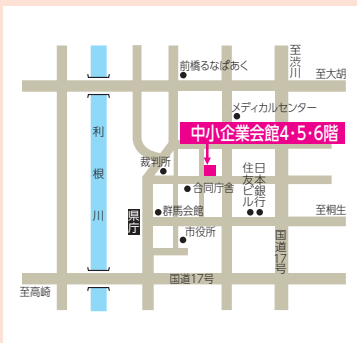 至渋川
前橋るなぱあく
至大胡
メディカルセンター
中小企業会館4・5・6階
利根川
裁判所
合同庁舎
住友ビル
日本銀行
群馬会館
県庁
至桐生
市役所
国道17号
国道17号
至高崎